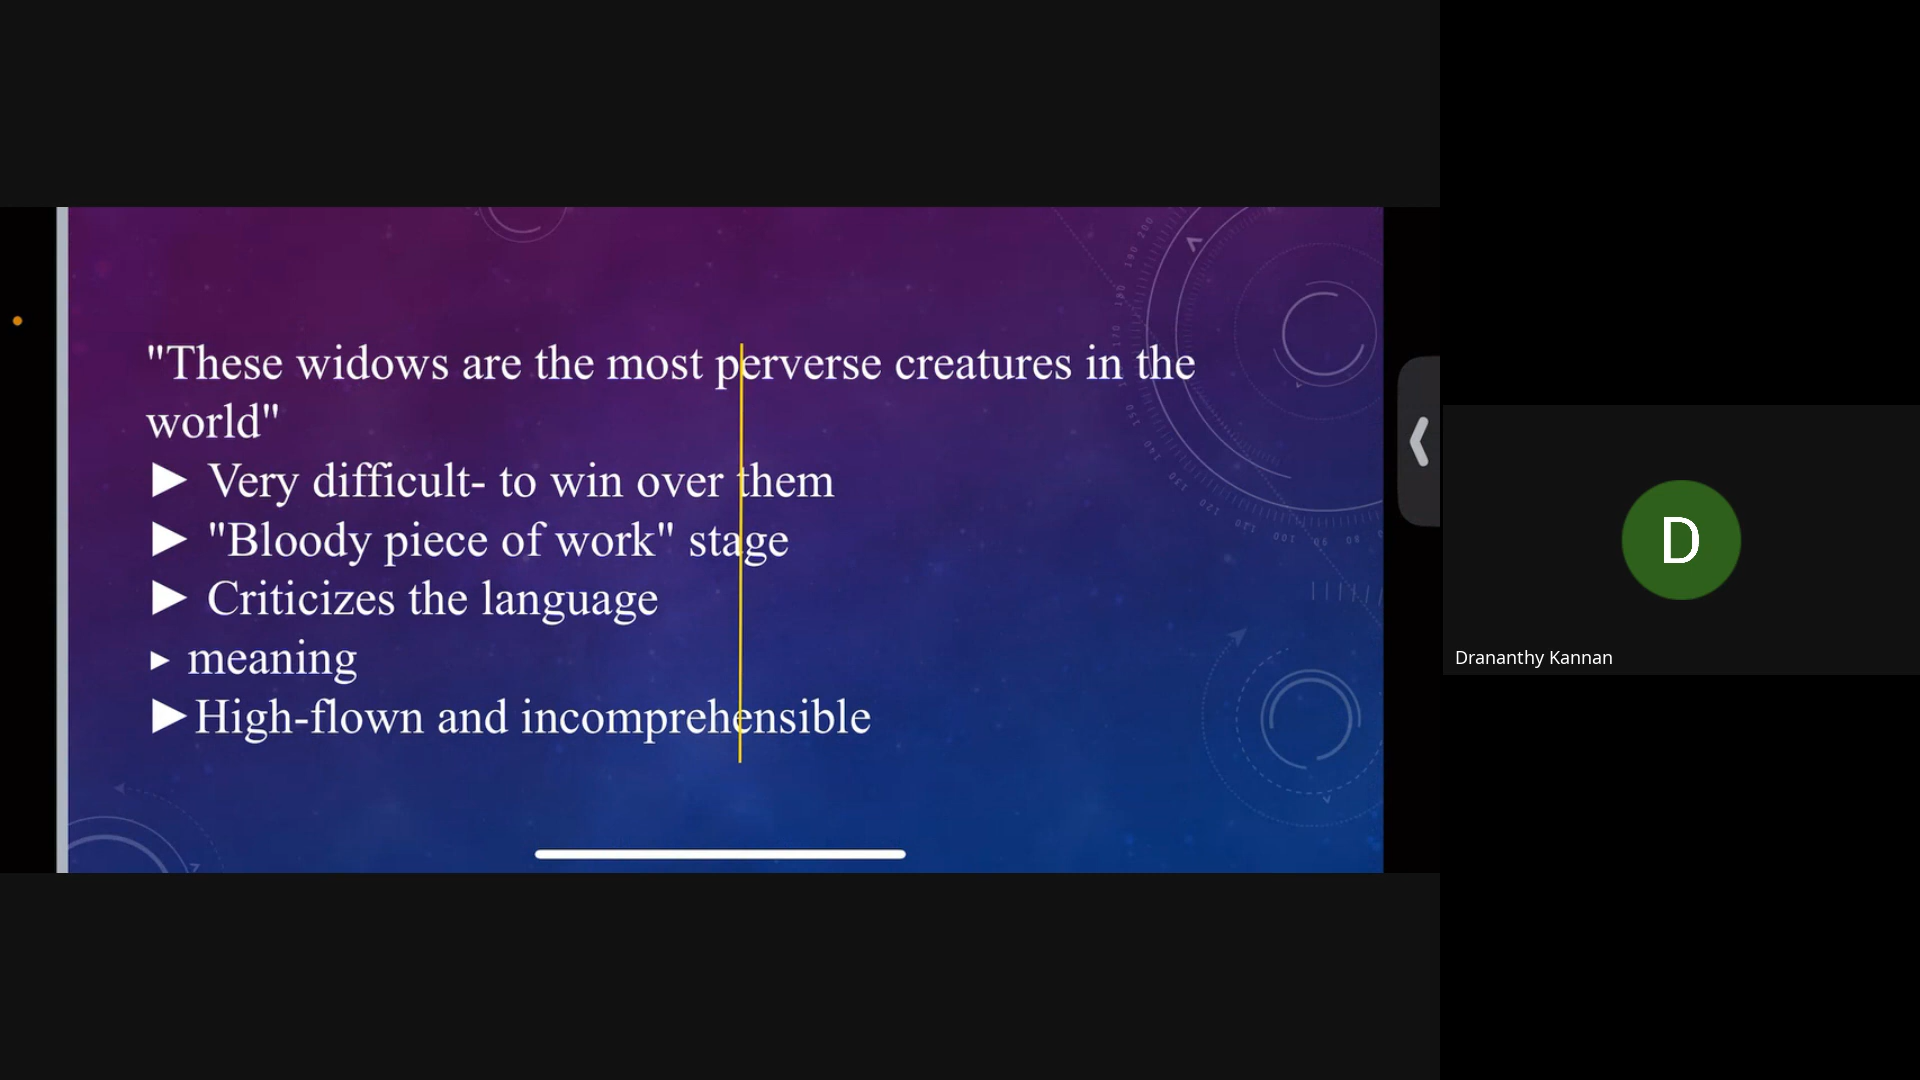 "These widows are the most perverse creatures in the
world"
► Very difficult- to win over them
► "Bloody piece of work" stage
► Criticizes the language
► meaning
►High-flown and incomprehensible
D
Drananthy Kannan